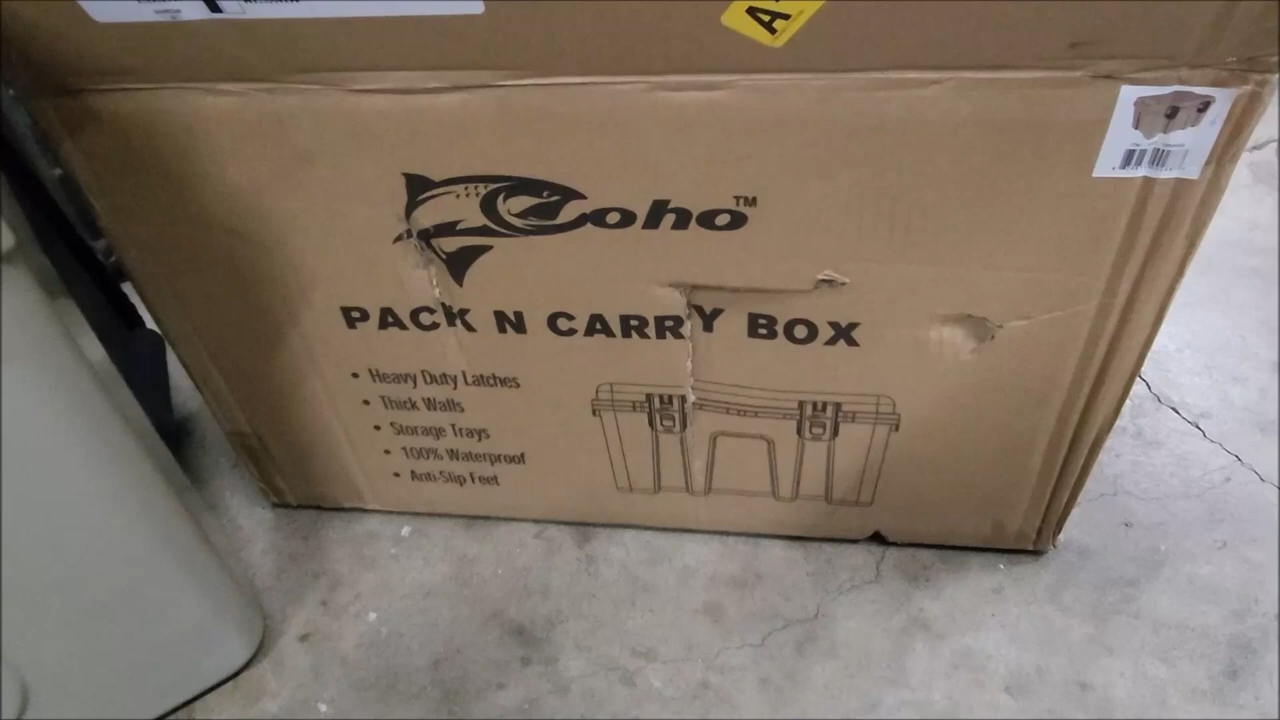 A
Coho™
PACK N CARRY BOX
• Heavy Duty Latches
• Thick Walls
• Storage Trays
• 100% Waterproof
• Anti-Slip Feet